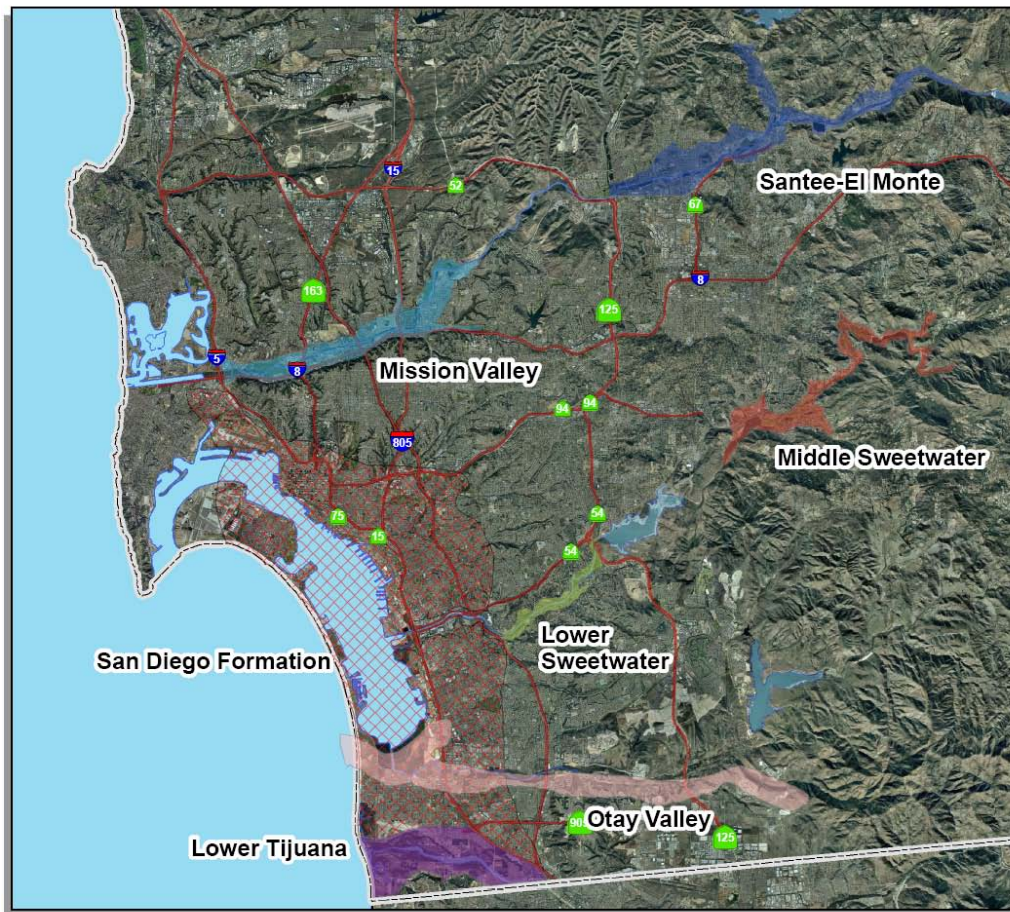 15
52
Santee-El Monte
67
8
163
125
5
8
Mission Valley
94
94
805
Middle Sweetwater
75
15
54
54
Lower
Sweetwater
San Diego Formation
Otay Valley
125
Lower Tijuana